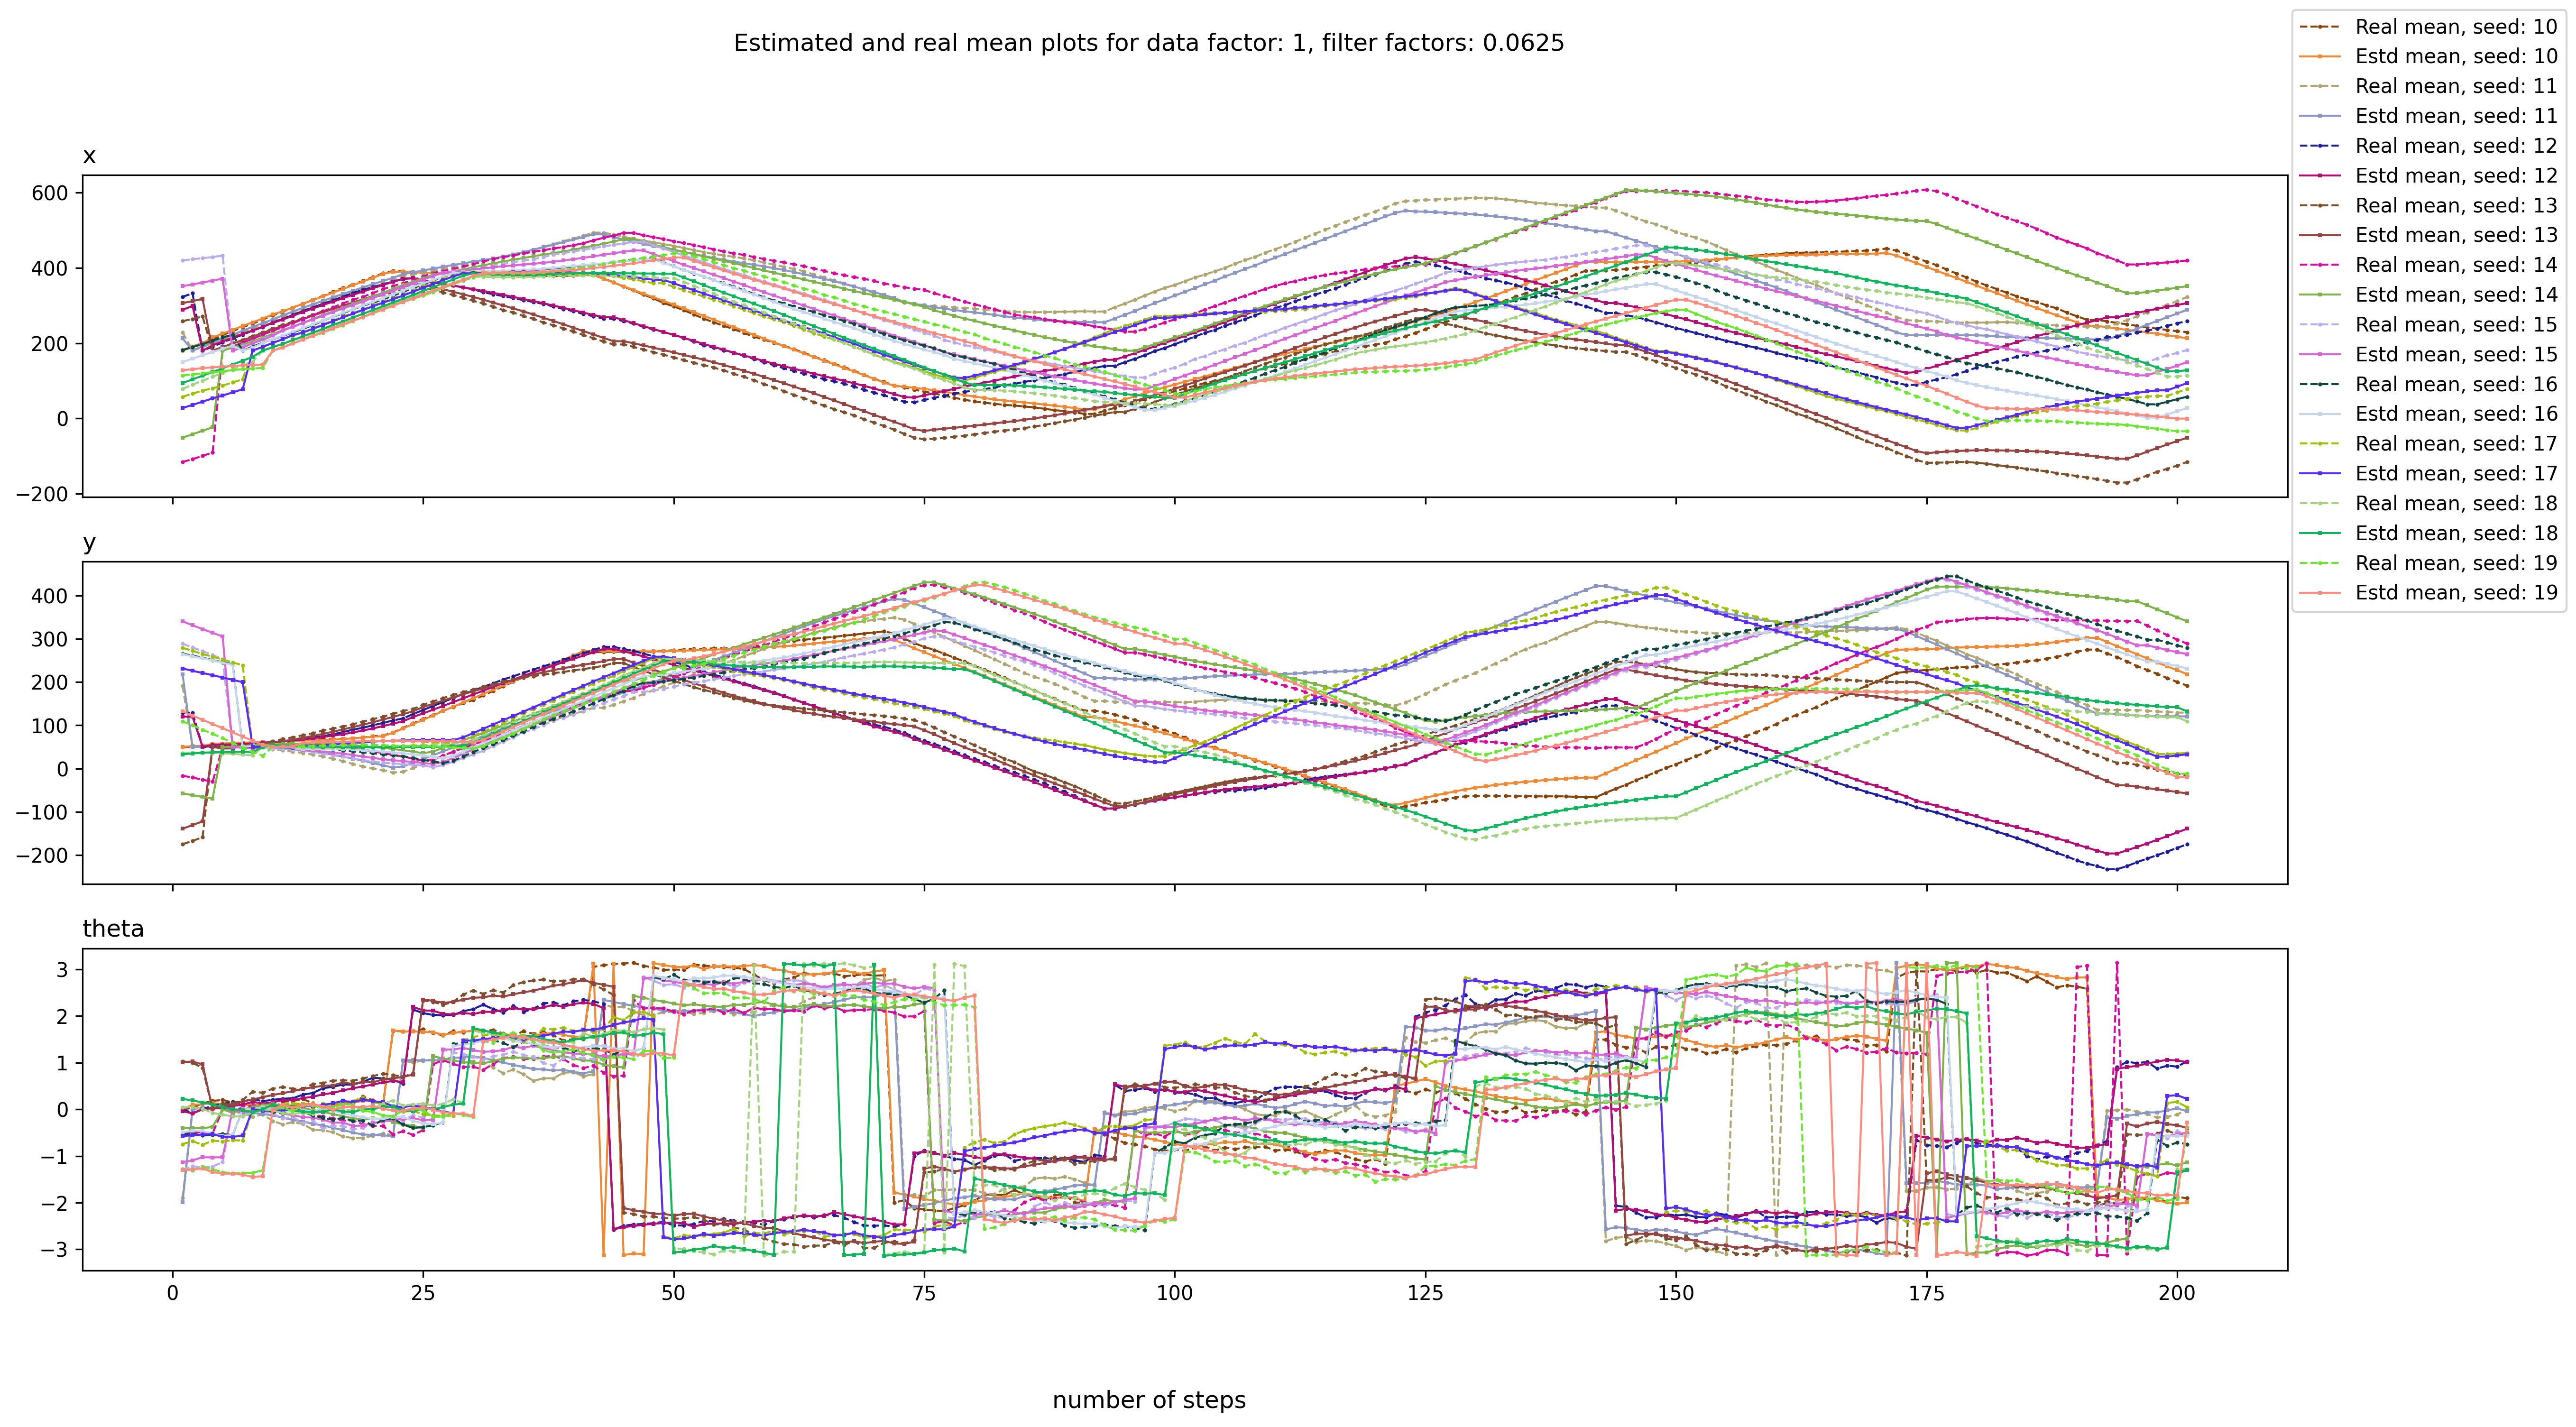 Estimated and real mean plots for data factor: 1, filter factors: 0.0625
Real mean, seed: 10
Estd mean, seed: 10
Real mean, seed: 11
Estd mean, seed: 11
Real mean, seed: 12
Estd mean, seed: 12
Real mean, seed: 13
Estd mean, seed: 13
Real mean, seed: 14
Estd mean, seed: 14
Real mean, seed: 15
Estd mean, seed: 15
Real mean, seed: 16
Estd mean, seed: 16
Real mean, seed: 17
Estd mean, seed: 17
Real mean, seed: 18
Estd mean, seed: 18
Real mean, seed: 19
Estd mean, seed: 19
x
600
400
200
0
−200
y
400
300
200
100
0
−100
−200
theta
3
2
1
0
−1
−2
−3
0 25 50 75 100 125 150 175 200
number of steps